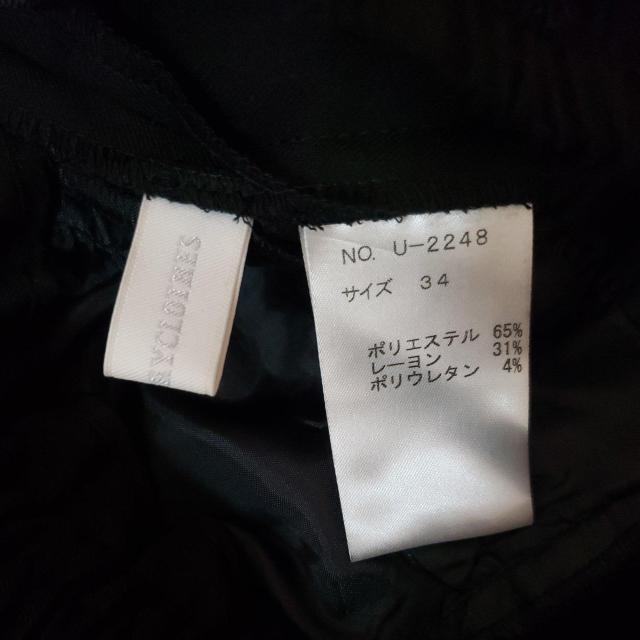 NO. U-2248
サイズ 34
ポリエステル 65%
レーヨン 31%
ポリウレタン 4%